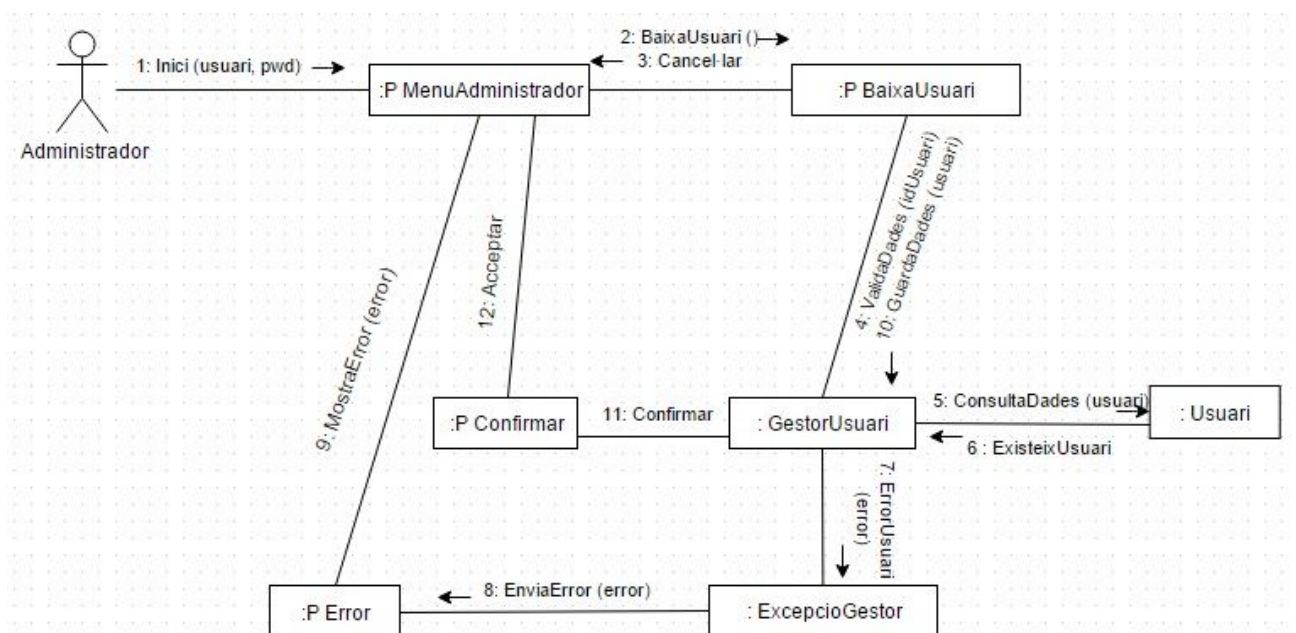 2: BaixaUsuari ()
1: Inici (usuari, pwd)
3: Cancel·lar
:P MenuAdministrador
:P BaixaUsuari
Administrador
4: ValidaDades (idUsuari)
10: GuardaDades (usuari)
12: Acceptar
9: MostraError (error)
5: ConsultaDades (usuari)
:P Confirmar
11: Confirmar
: GestorUsuari
: Usuari
6 : ExisteixUsuari
7: ErrorUsuari
(error)
8: EnviaError (error)
:P Error
: ExcepcioGestor